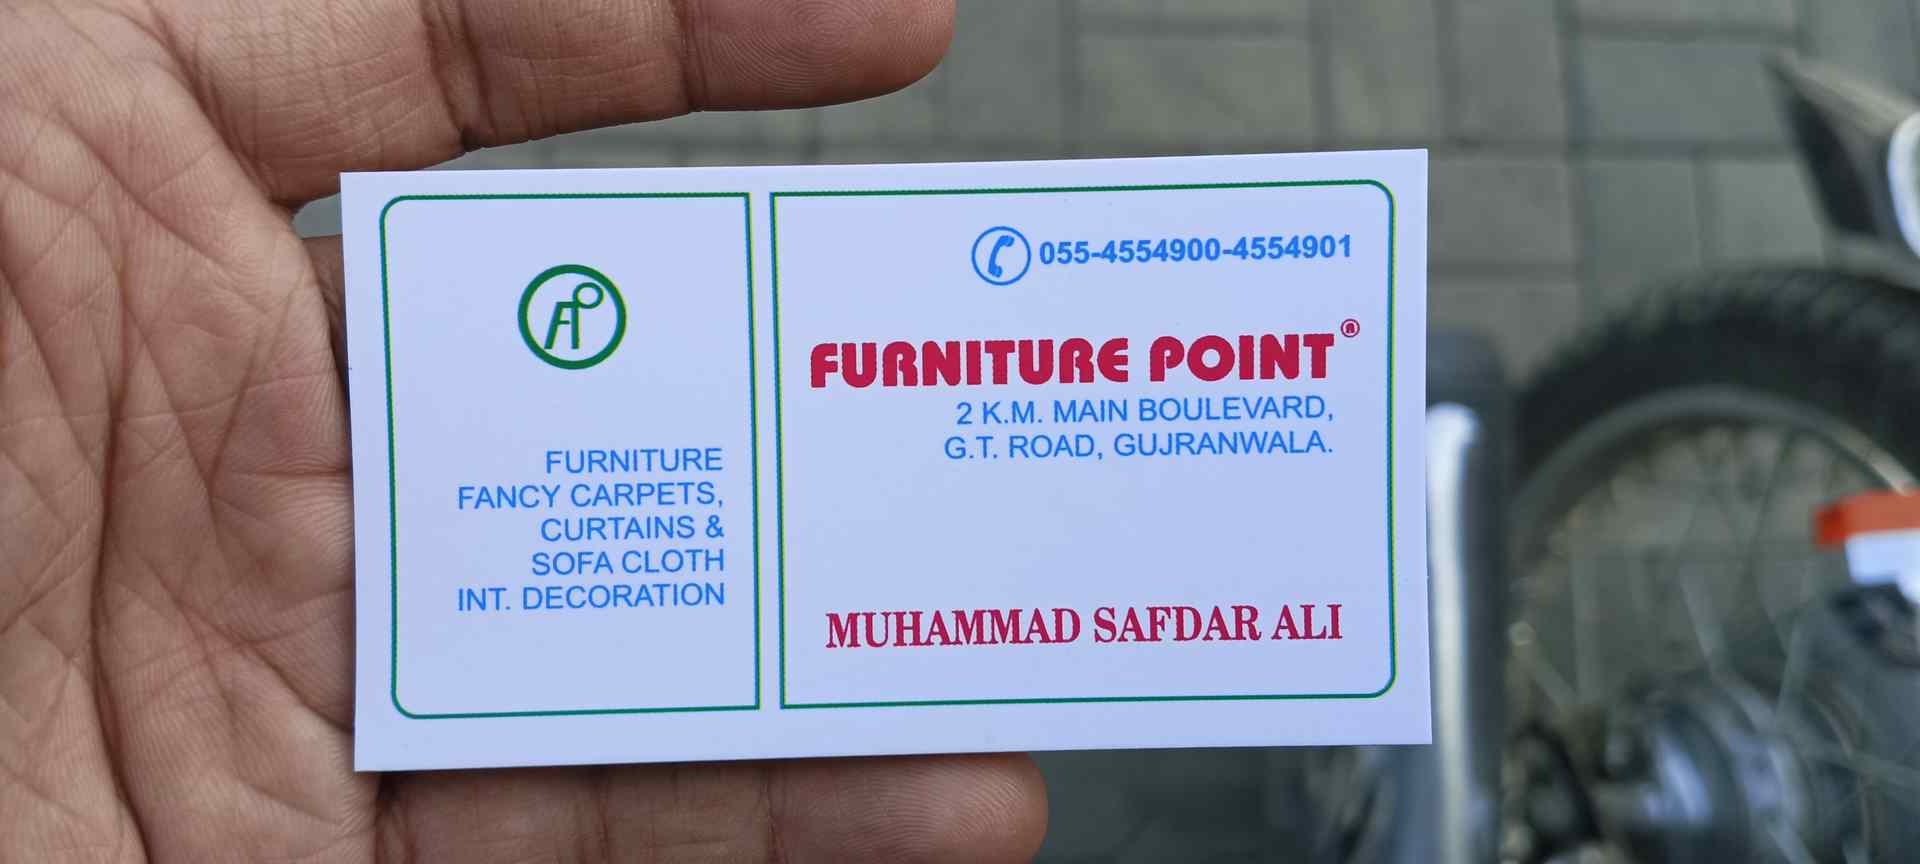 FP
FURNITURE
FANCY CARPETS,
CURTAINS &
SOFA CLOTH
INT. DECORATION
055-4554900-4554901
FURNITURE POINT®
2 K.M. MAIN BOULEVARD,
G.T. ROAD, GUJRANWALA.
MUHAMMAD SAFDAR ALI